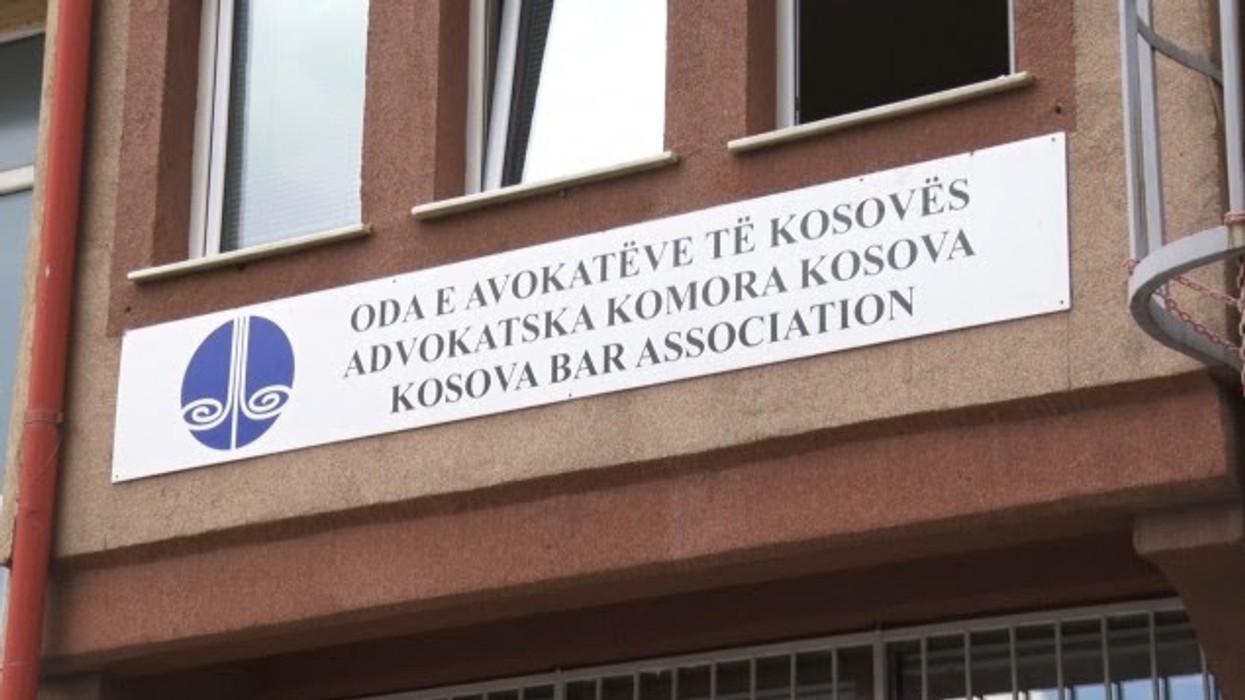 ODA E AVOKATËVE TË KOSOVËS
ADVOKATSKA KOMORA KOSOVA
KOSOVA BAR ASSOCIATION